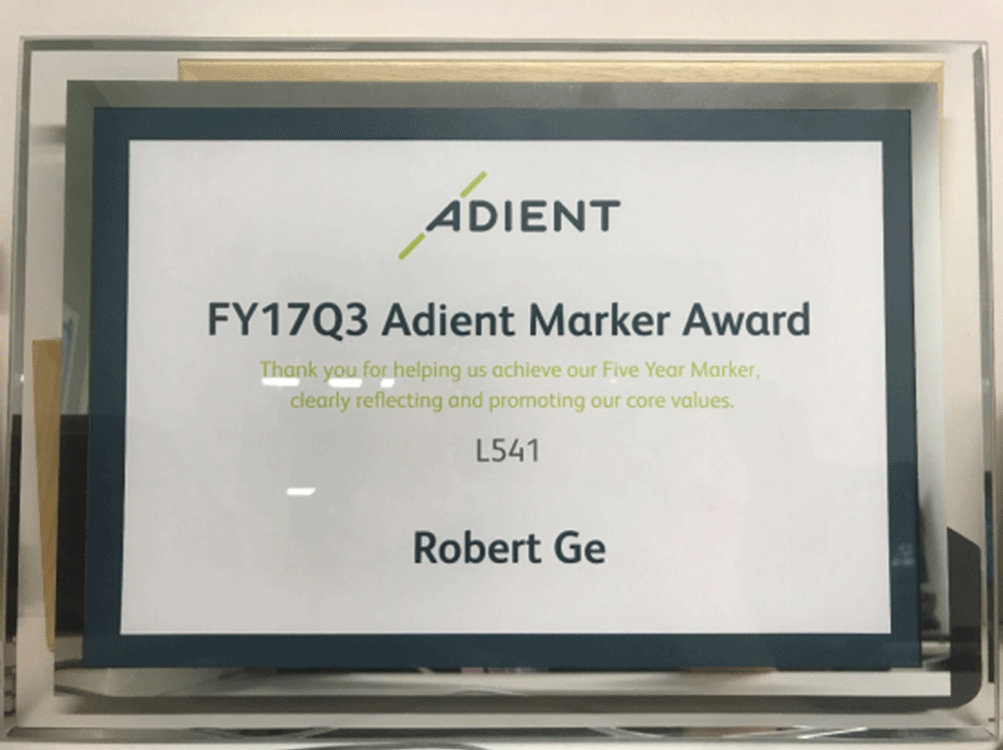 ADIENT
FY17Q3 Adient Marker Award
Thank you for helping us achieve our Five Year Marker,
clearly reflecting and promoting our core values.
L541
Robert Ge